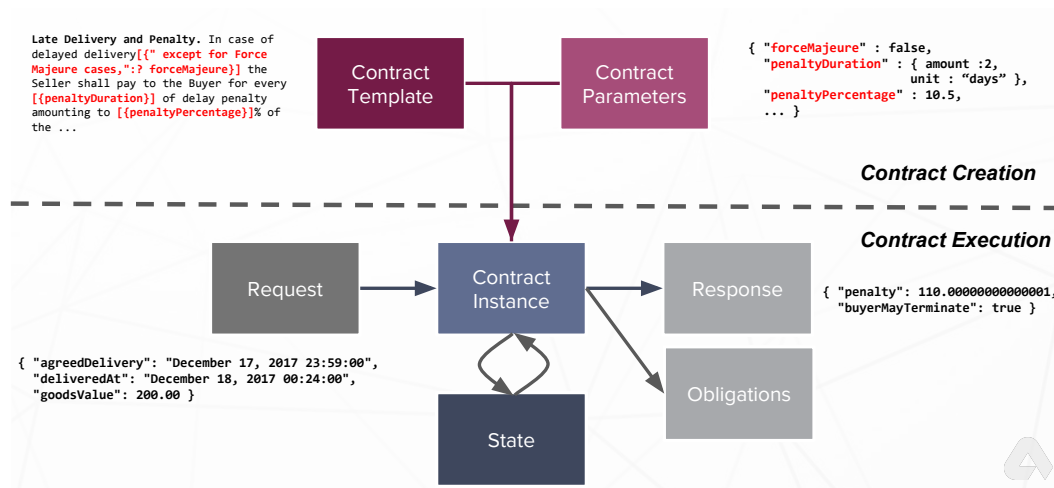 Late Delivery and Penalty. In case of
delayed delivery[{" except for Force
Majeure cases,":? forceMajeure}] the
Seller shall pay to the Buyer for every
[{penaltyDuration}] of delay penalty
amounting to [{penaltyPercentage}]% of
the ...
Contract
Template
Contract
Parameters
{ "forceMajeure" : false,
"penaltyDuration" : { amount :2,
unit : “days” },
"penaltyPercentage" : 10.5,
... }
Contract Creation
Contract Execution
Request
Contract
Instance
Response
{ "penalty": 110.00000000000001,
"buyerMayTerminate": true }
{ "agreedDelivery": "December 17, 2017 23:59:00",
"deliveredAt": "December 18, 2017 00:24:00",
"goodsValue": 200.00 }
Obligations
State